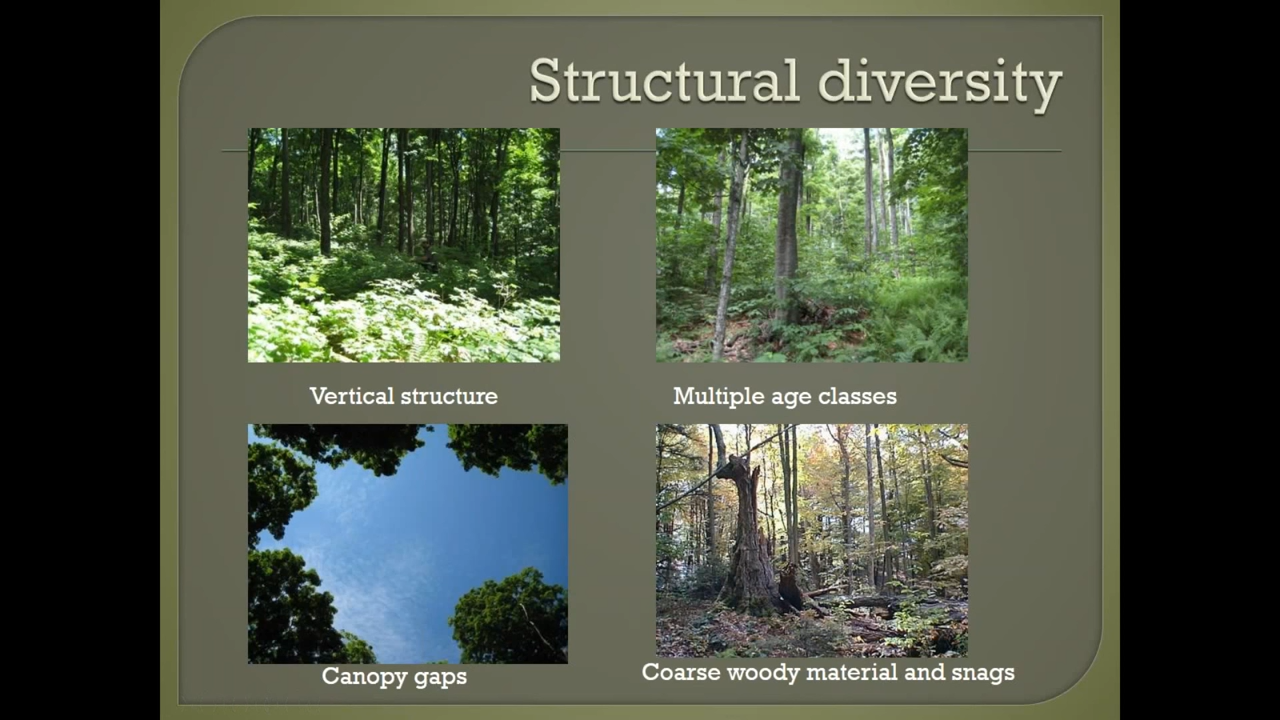 Structural diversity
Vertical structure
Multiple age classes
Canopy gaps
Coarse woody material and snags